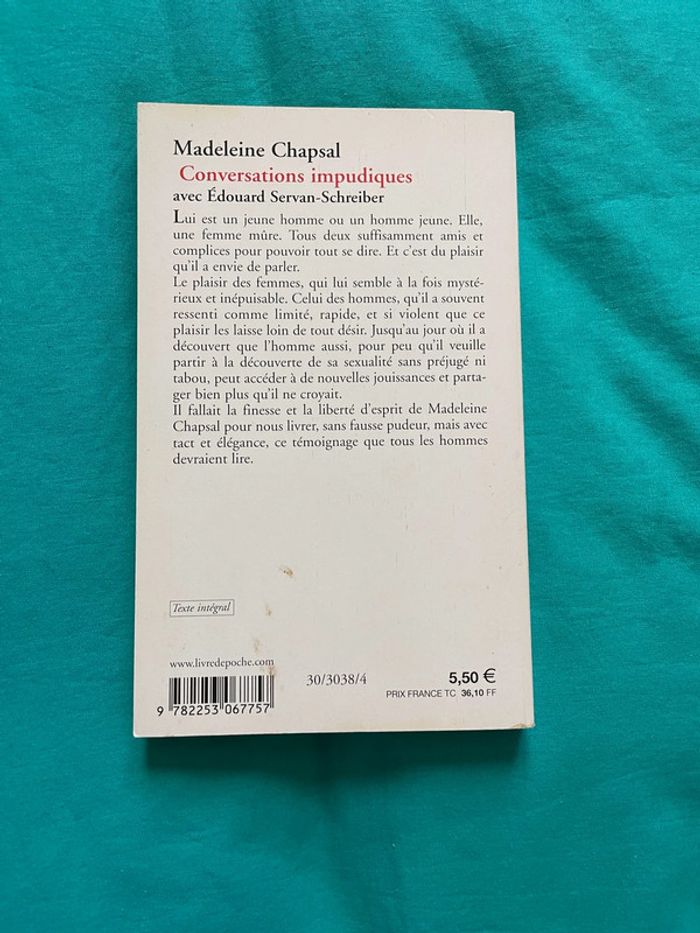 Madeleine Chapsal
Conversations impudiques
avec Édouard Servan-Schreiber
Lui est un jeune homme ou un homme jeune. Elle,
une femme mûre. Tous deux suffisamment amis et
complices pour pouvoir tout se dire. Et c'est du plaisir
qu'il a envie de parler.
Le plaisir des femmes, qui lui semble à la fois mysté-
rieux et inépuisable. Celui des hommes, qu'il a souvent
ressenti comme limité, rapide, et si violent que ce
plaisir les laisse loin de tout désir. Jusqu'au jour où il a
découvert que l'homme aussi, pour peu qu'il veuille
partir à la découverte de sa sexualité sans préjugé ni
tabou, peut accéder à de nouvelles jouissances et parta-
ger bien plus qu'il ne croyait.
Il fallait la finesse et la liberté d'esprit de Madeleine
Chapsal pour nous livrer, sans fausse pudeur, mais avec
tact et élégance, ce témoignage que tous les hommes
devraient lire.
Texte intégral
www.livredepoche.com
30/3038/4
5,50 €
PRIX FRANCE TC 36,10 FF
9 782253 067757